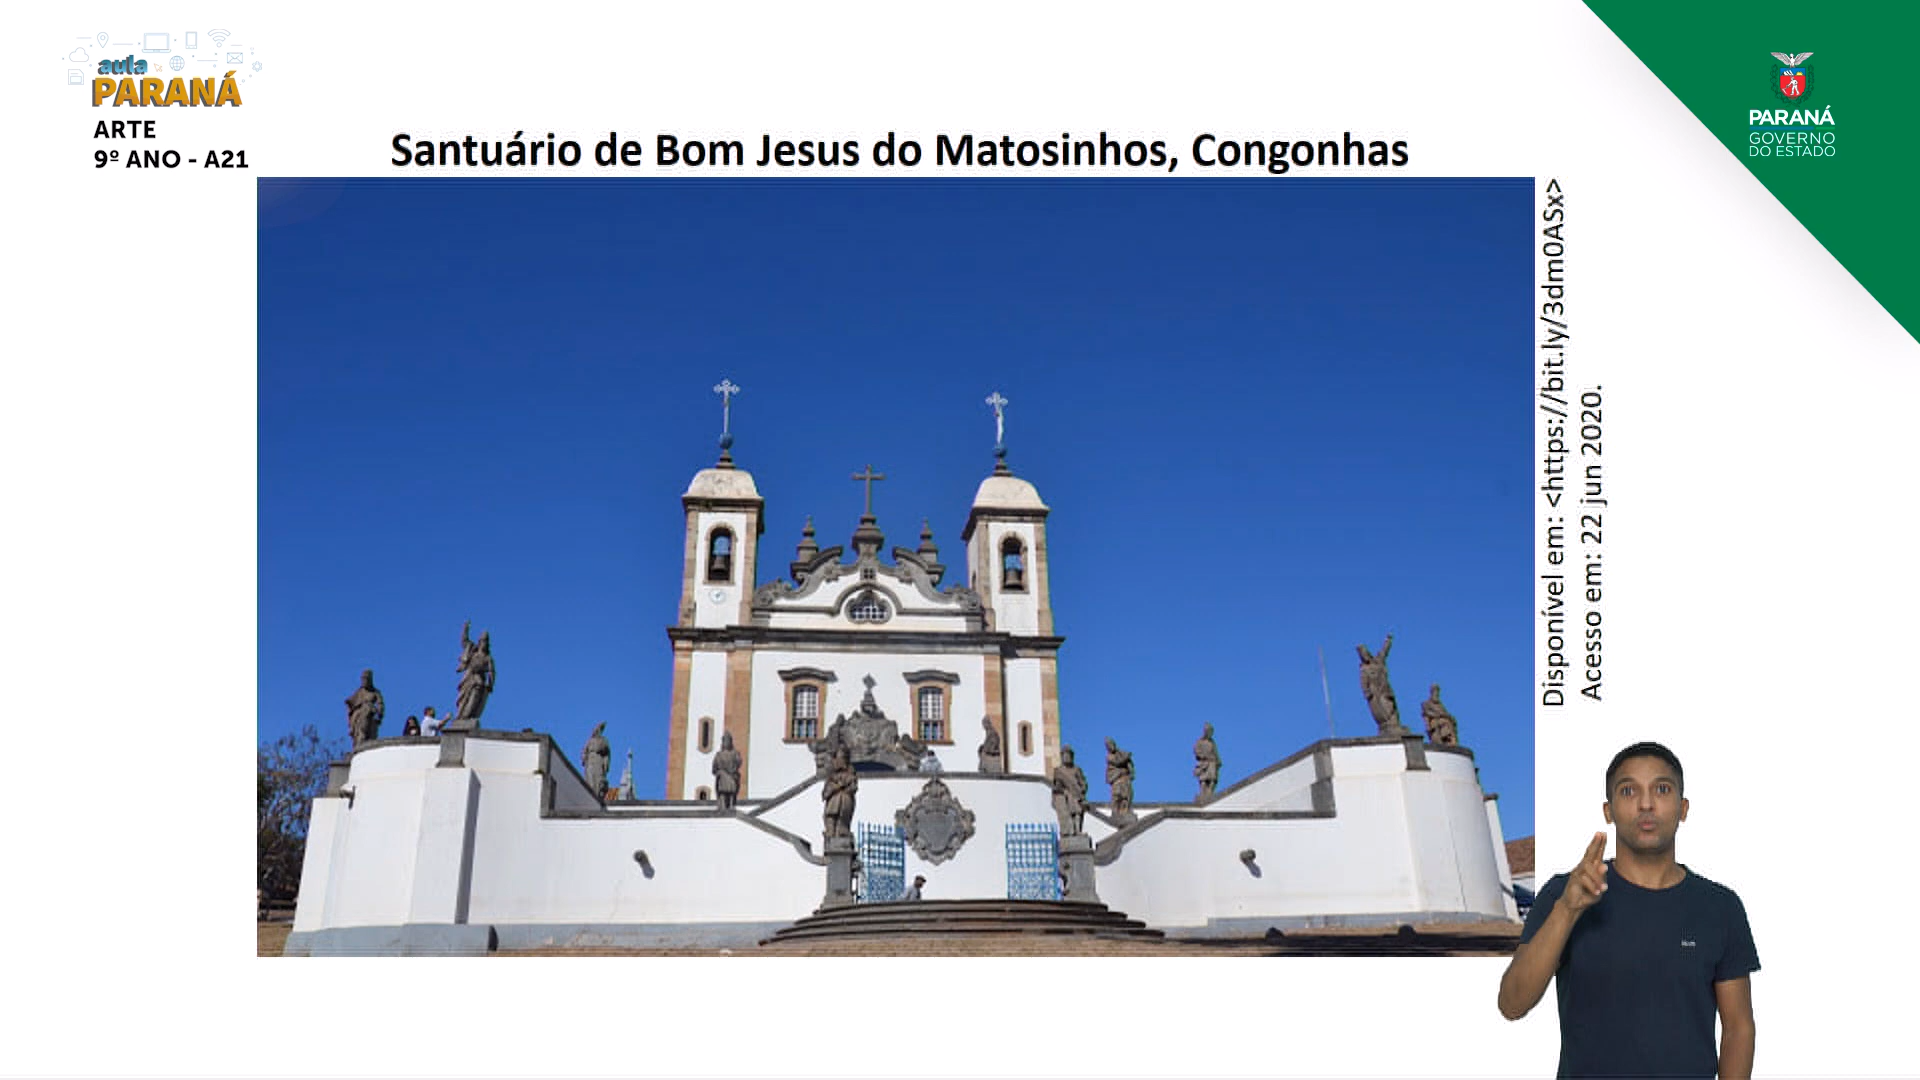 aula
PARANÁ
ARTE
9º ANO - A21
Santuário de Bom Jesus do Matosinhos, Congonhas
PARANÁ
GOVERNO
DO ESTADO
Disponível em: <https://bit.ly/3dm0ASx>
Acesso em: 22 jun 2020.